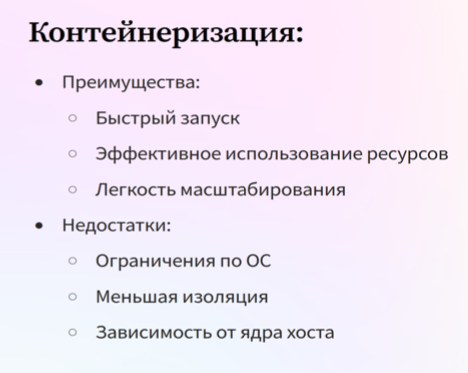 Контейнеризация:
• Преимущества:
○ Быстрый запуск
○ Эффективное использование ресурсов
○ Легкость масштабирования
• Недостатки:
○ Ограничения по ОС
○ Меньшая изоляция
○ Зависимость от ядра хоста